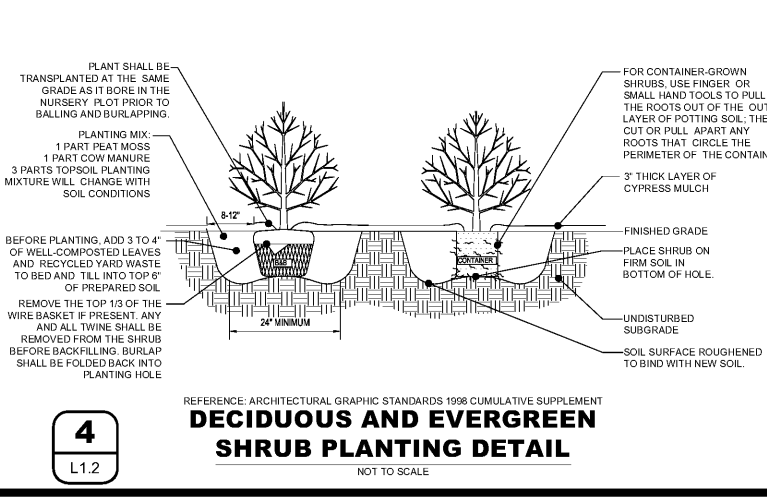 PLANT SHALL BE
TRANSPLANTED AT THE SAME
GRADE AS IT BORE IN THE
NURSERY PLOT PRIOR TO
BALLING AND BURLAPPING.
PLANTING MIX:
1 PART PEAT MOSS
1 PART COW MANURE
3 PARTS TOPSOIL PLANTING
MIXTURE WILL CHANGE WITH
SOIL CONDITIONS
8-12"
BEFORE PLANTING, ADD 3 TO 4"
OF WELL-COMPOSTED LEAVES
AND RECYCLED YARD WASTE
TO BED AND TILL INTO TOP 6"
OF PREPARED SOIL
REMOVE THE TOP 1/3 OF THE
WIRE BASKET IF PRESENT. ANY
AND ALL TWINE SHALL BE
REMOVED FROM THE SHRUB
BEFORE BACKFILLING. BURLAP
SHALL BE FOLDED BACK INTO
PLANTING HOLE
B&B
24" MINIMUM
CONTAINER
FOR CONTAINER-GROWN
SHRUBS, USE FINGER OR
SMALL HAND TOOLS TO PULL
THE ROOTS OUT OF THE OUT
LAYER OF POTTING SOIL; THE
CUT OR PULL APART ANY
ROOTS THAT CIRCLE THE
PERIMETER OF THE CONTAIN
3" THICK LAYER OF
CYPRESS MULCH
FINISHED GRADE
PLACE SHRUB ON
FIRM SOIL IN
BOTTOM OF HOLE.
UNDISTURBED
SUBGRADE
SOIL SURFACE ROUGHENED
TO BIND WITH NEW SOIL.
REFERENCE: ARCHITECTURAL GRAPHIC STANDARDS 1998 CUMULATIVE SUPPLEMENT
DECIDUOUS AND EVERGREEN
SHRUB PLANTING DETAIL
NOT TO SCALE
4
L1.2